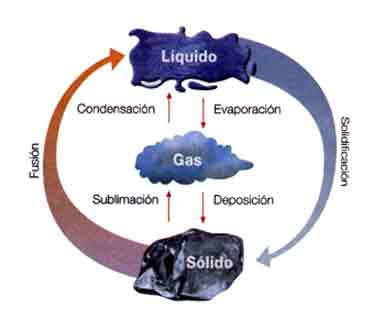 Líquido
Condensación
Evaporación
Fusión
Solidificación
Gas
Sublimación
Deposición
Sólido